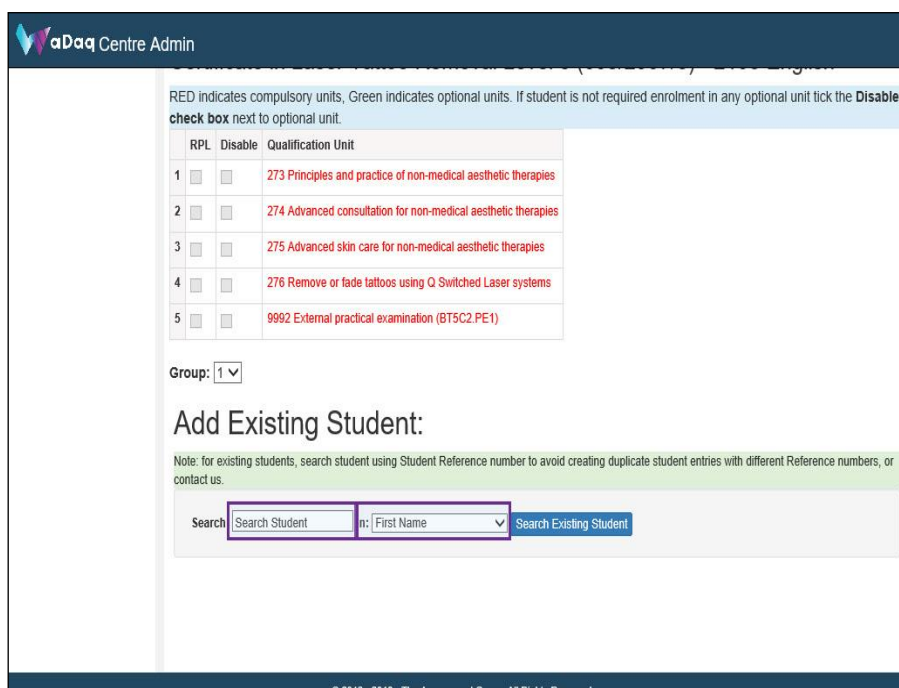 WaDaq Centre Admin
RED indicates compulsory units, Green indicates optional units. If student is not required enrolment in any optional unit tick the Disable
check box next to optional unit.
RPL Disable Qualification Unit
1 273 Principles and practice of non-medical aesthetic therapies
2 274 Advanced consultation for non-medical aesthetic therapies
3 275 Advanced skin care for non-medical aesthetic therapies
4 276 Remove or fade tattoos using Q Switched Laser systems
5 9992 External practical examination (BT5C2.PE1)
Group: 1
Add Existing Student:
Note: for existing students, search student using Student Reference number to avoid creating duplicate student entries with different Reference numbers, or
contact us.
Search Search Student n: First Name Search Existing Student